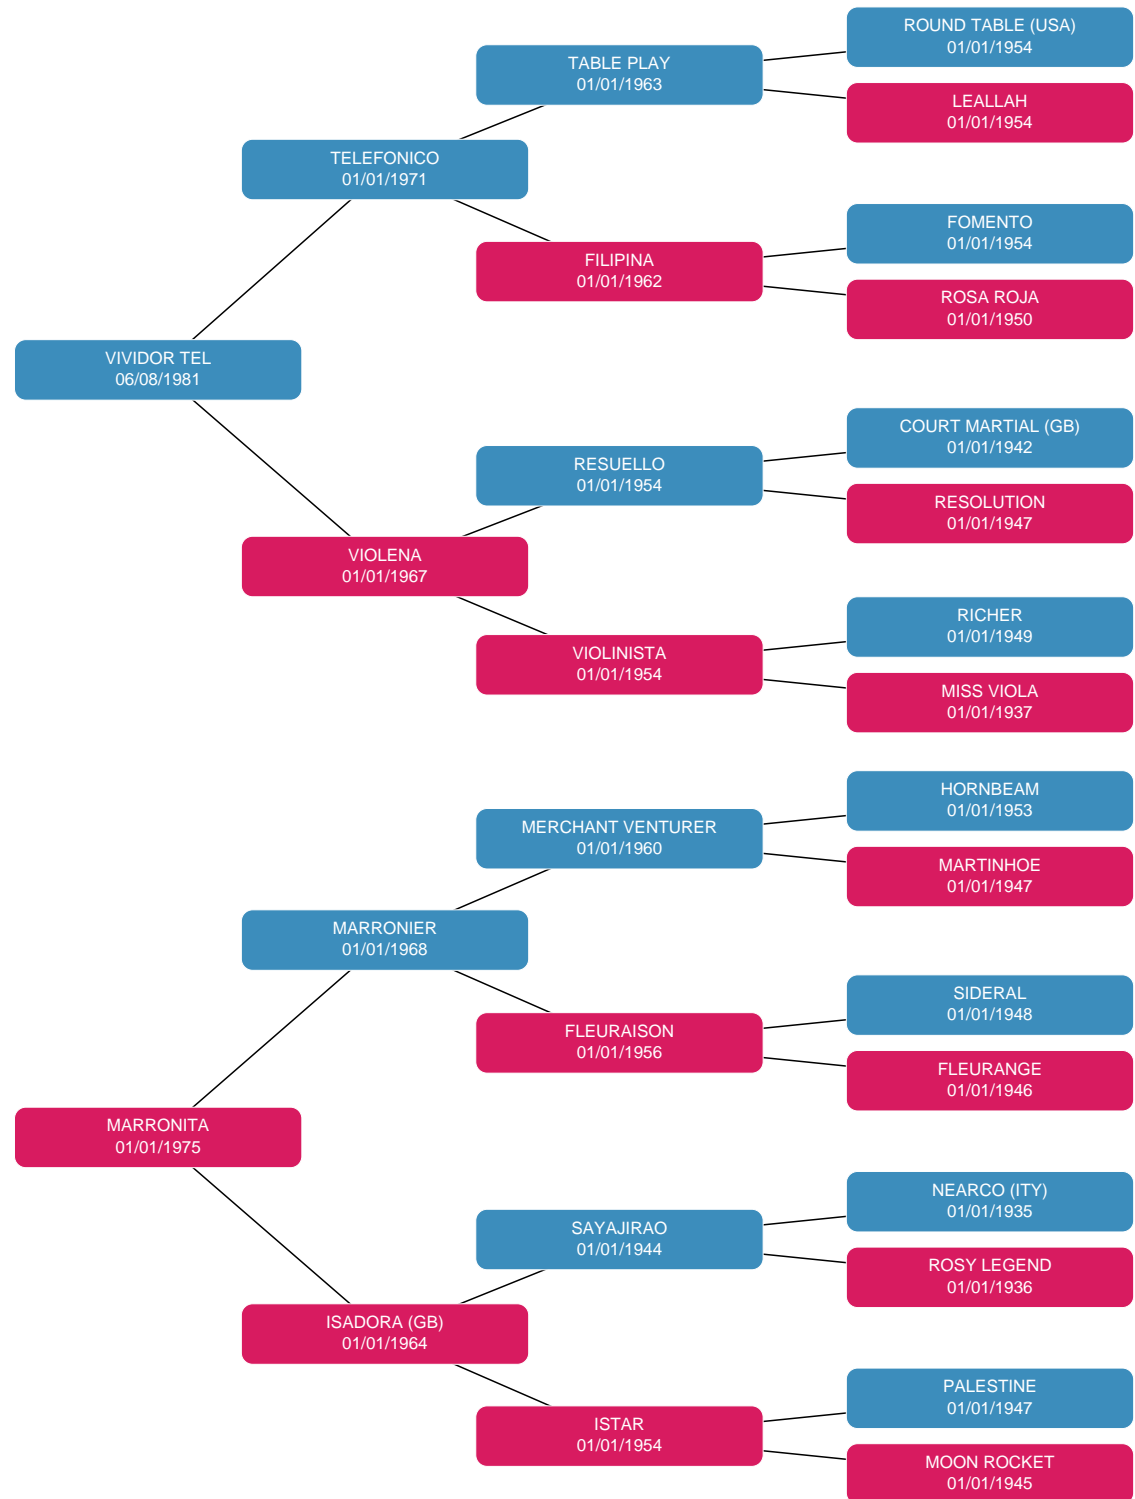 ROUND TABLE (USA)
01/01/1954
TABLE PLAY
01/01/1963
LEALLAH
01/01/1954
TELEFONICO
01/01/1971
FOMENTO
01/01/1954
FILIPINA
01/01/1962
ROSA ROJA
01/01/1950
VIVIDOR TEL
06/08/1981
COURT MARTIAL (GB)
01/01/1942
RESUELLO
01/01/1954
RESOLUTION
01/01/1947
VIOLENA
01/01/1967
RICHER
01/01/1949
VIOLINISTA
01/01/1954
MISS VIOLA
01/01/1937
HORNBEAM
01/01/1953
MERCHANT VENTURER
01/01/1960
MARTINHOE
01/01/1947
MARRONIER
01/01/1968
SIDERAL
01/01/1948
FLEURAISON
01/01/1956
FLEURANGE
01/01/1946
MARRONITA
01/01/1975
NEARCO (ITY)
01/01/1935
SAYAJIRAO
01/01/1944
ROSY LEGEND
01/01/1936
ISADORA (GB)
01/01/1964
PALESTINE
01/01/1947
ISTAR
01/01/1954
MOON ROCKET
01/01/1945